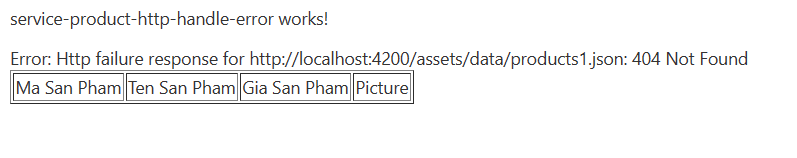 service-product-http-handle-error works!
Error: Http failure response for http://localhost:4200/assets/data/products1.json: 404 Not Found
Ma San Pham Ten San Pham Gia San Pham Picture